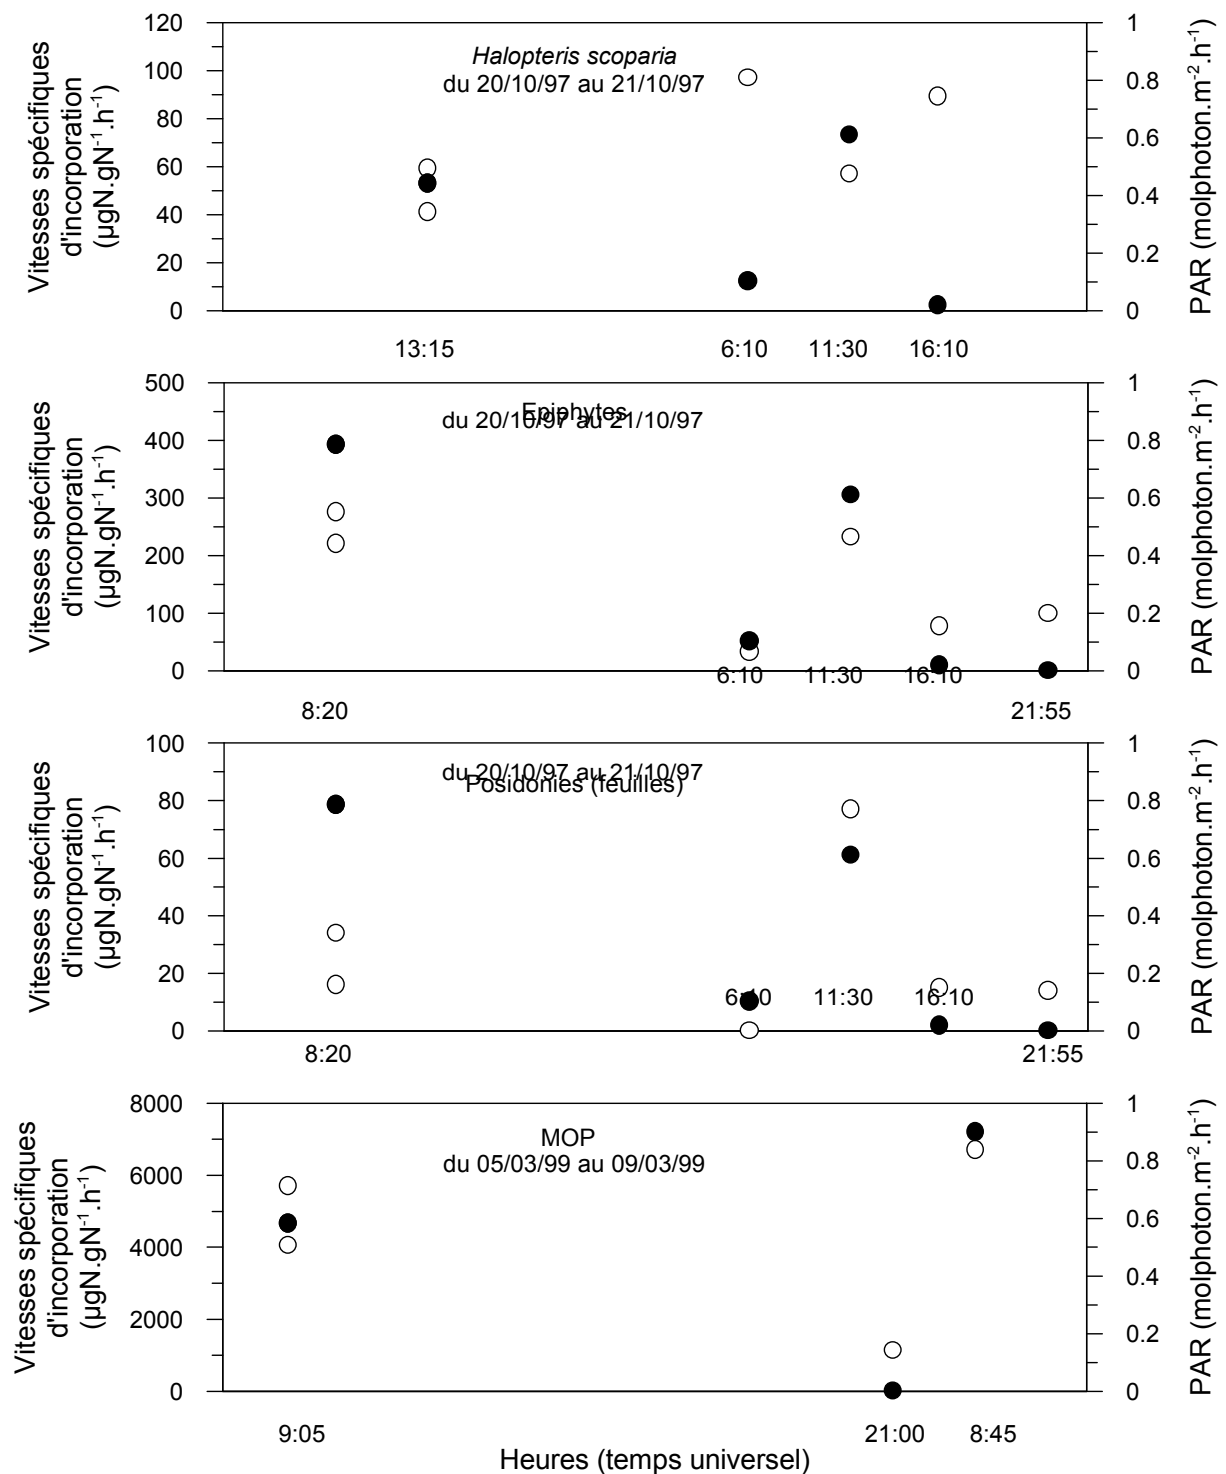 120
100
80
60
40
20
0
Vitesses spécifiques
d'incorporation
(µgN.gN⁻¹.h⁻¹)
Halopteris scoparia
du 20/10/97 au 21/10/97
1
0.8
0.6
0.4
0.2
0
PAR (molphoton.m⁻².h⁻¹)
13:15 6:10 11:30 16:10
500
400
300
200
100
0
Vitesses spécifiques
d'incorporation
(µgN.gN⁻¹.h⁻¹)
Epiphytes
du 20/10/97 au 21/10/97
1
0.8
0.6
0.4
0.2
0
PAR (molphoton.m⁻².h⁻¹)
6:10 11:30 16:10
8:20 21:55
100
80
60
40
20
0
Vitesses spécifiques
d'incorporation
(µgN.gN⁻¹.h⁻¹)
du 20/10/97 au 21/10/97
Posidonies (feuilles)
1
0.8
0.6
0.4
0.2
0
PAR (molphoton.m⁻².h⁻¹)
6:10 11:30 16:10
8:20 21:55
8000
6000
4000
2000
0
Vitesses spécifiques
d'incorporation
(µgN.gN⁻¹.h⁻¹)
MOP
du 05/03/99 au 09/03/99
1
0.8
0.6
0.4
0.2
0
PAR (molphoton.m⁻².h⁻¹)
9:05 21:00 8:45
Heures (temps universel)